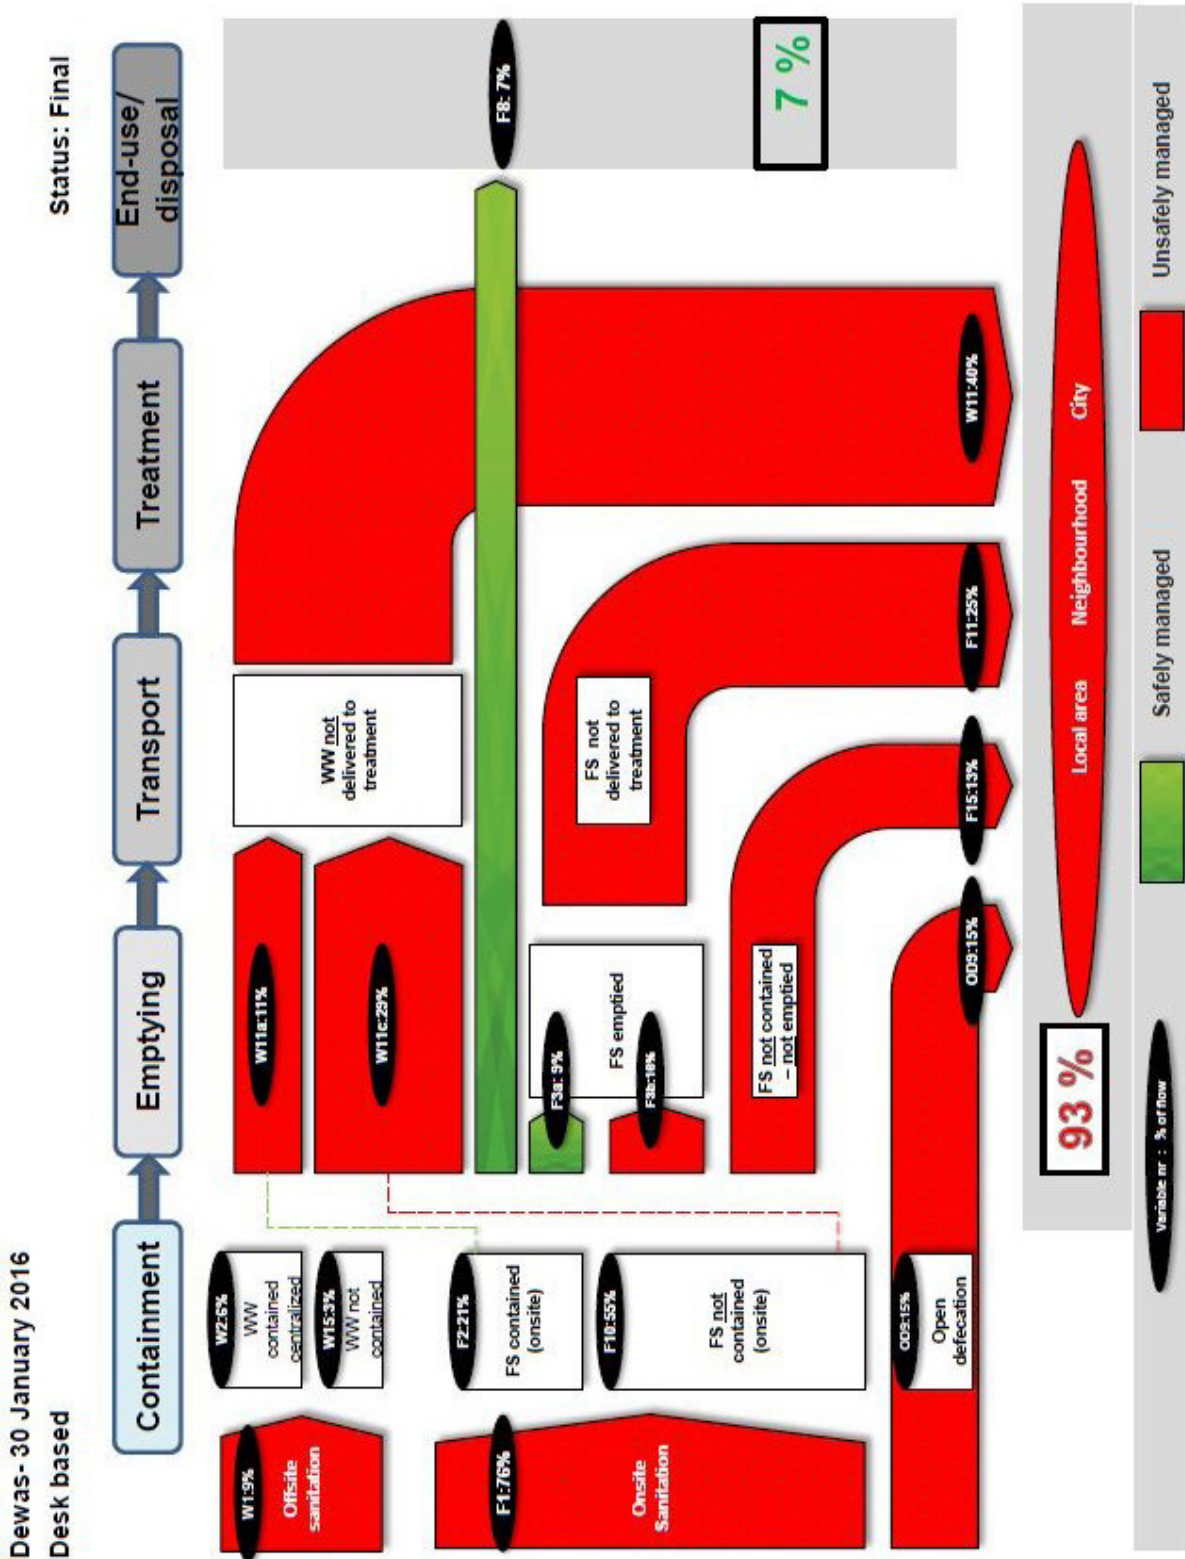 Dewas- 30 January 2016
Desk based
Status: Final
Containment
Emptying
Transport
Treatment
End-use/
disposal
W1:9%
Offsite
sanitation
W2:6%
WW
contained
centralized
W15:3%
WW not
contained
W11a:11%
W11c:29%
WW not
delivered to
treatment
F1:76%
Onsite
Sanitation
F2:21%
FS contained
(onsite)
F10:55%
FS not
contained
(onsite)
F3a: 9%
FS emptied
F3b:16%
FS not
delivered to
treatment
FS not contained
– not emptied
OD9:15%
Open
defecation
OD9:15%
F15:13%
F11:25%
W11:40%
F8: 7%
7 %
93 %
Local area
Neighbourhood
City
Variable nr : % of flow
Safely managed
Unsafely managed